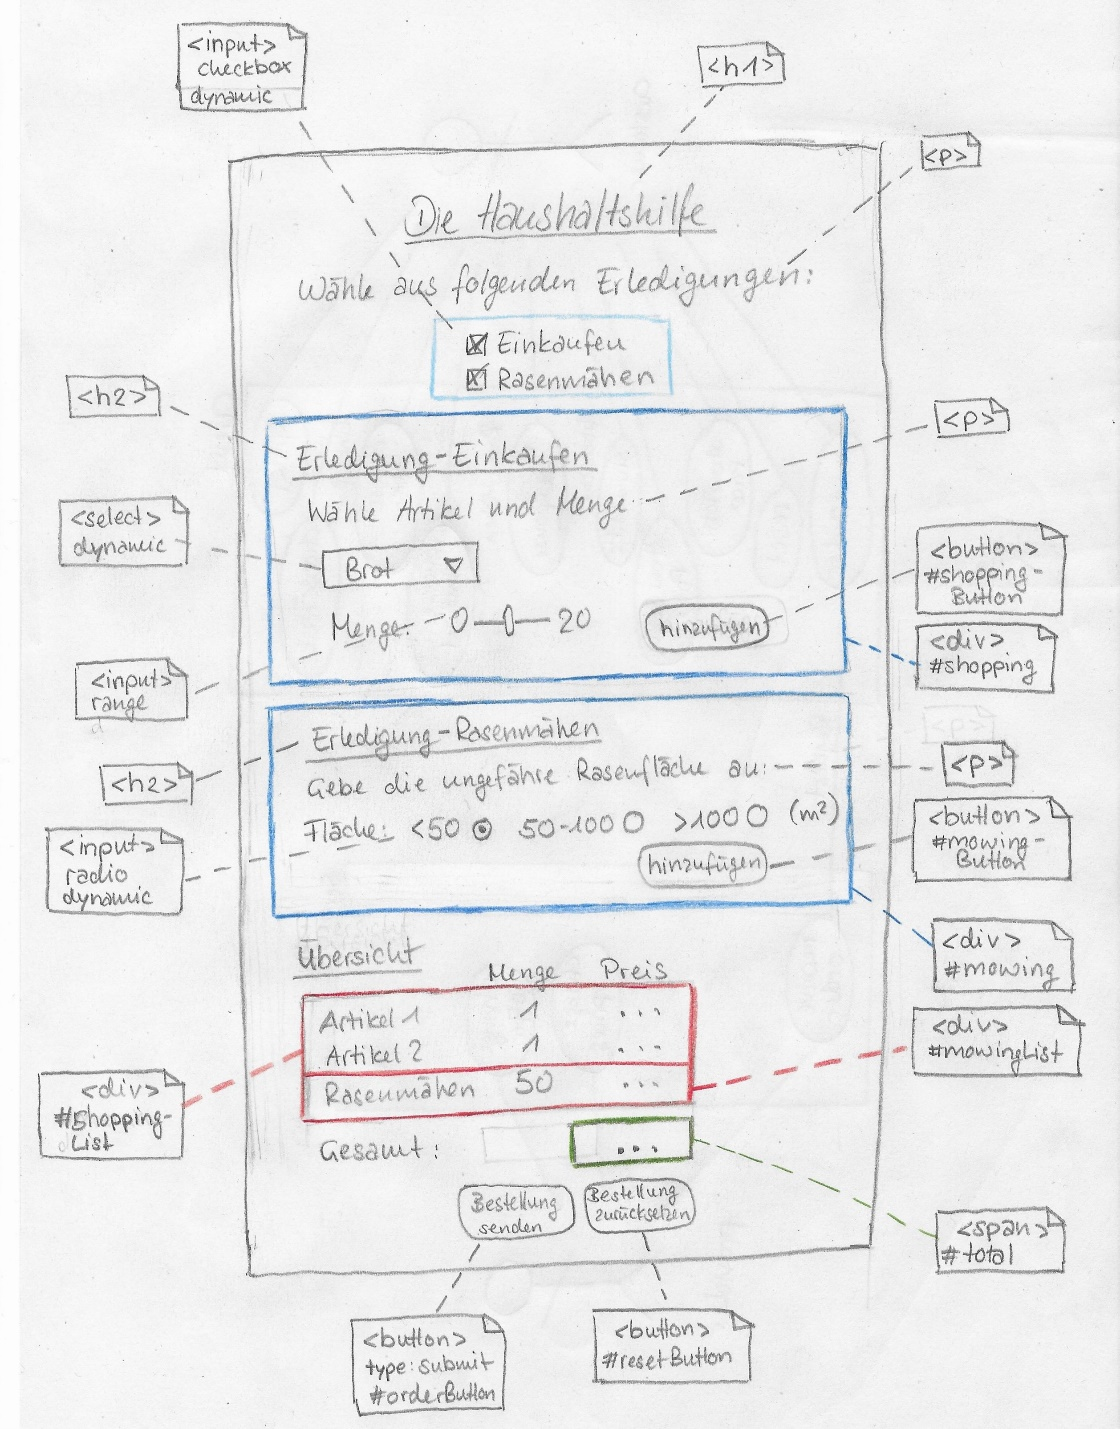 <input>
checkbox
dynamic
<h1>
<p>
Die Haushaltshilfe
Wähle aus folgenden Erledigungen:
Einkaufen
Rasenmähen
<h2>
<p>
Erledigung-Einkaufen
Wähle Artikel und Menge
<select>
dynamic
Brot
<button>
#shopping-
Button
Menge: 0 20
hinzufügen
<div>
#shopping
<input>
range
Erledigung-Rasenmähen
<h2>
<p>
Gebe die ungefähre Rasenfläche an:
Fläche: <50 50-100 >100 (m²)
<button>
#mowing-
Button
<input>
radio
dynamic
hinzufügen
<div>
#mowing
Übersicht
Menge Preis
Artikel 1 1 ...
Artikel 2 1 ...
Rasenmähen 50 ...
<div>
#mowingList
<div>
#Shopping-
List
Gesamt: ...
Bestellung
senden
Bestellung
zurücksetzen
<span>
#total
<button>
type: submit
#orderButton
<button>
#resetButton